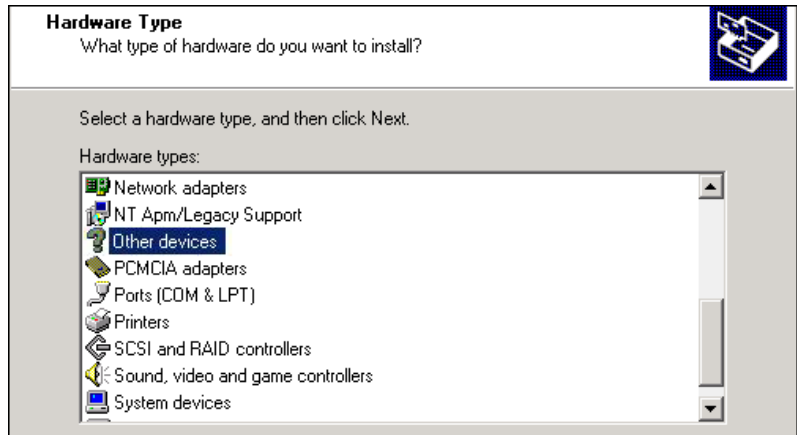 Hardware Type
What type of hardware do you want to install?
Select a hardware type, and then click Next.
Hardware types:
Network adapters
NT Apm/Legacy Support
Other devices
PCMCIA adapters
Ports (COM & LPT)
Printers
SCSI and RAID controllers
Sound, video and game controllers
System devices